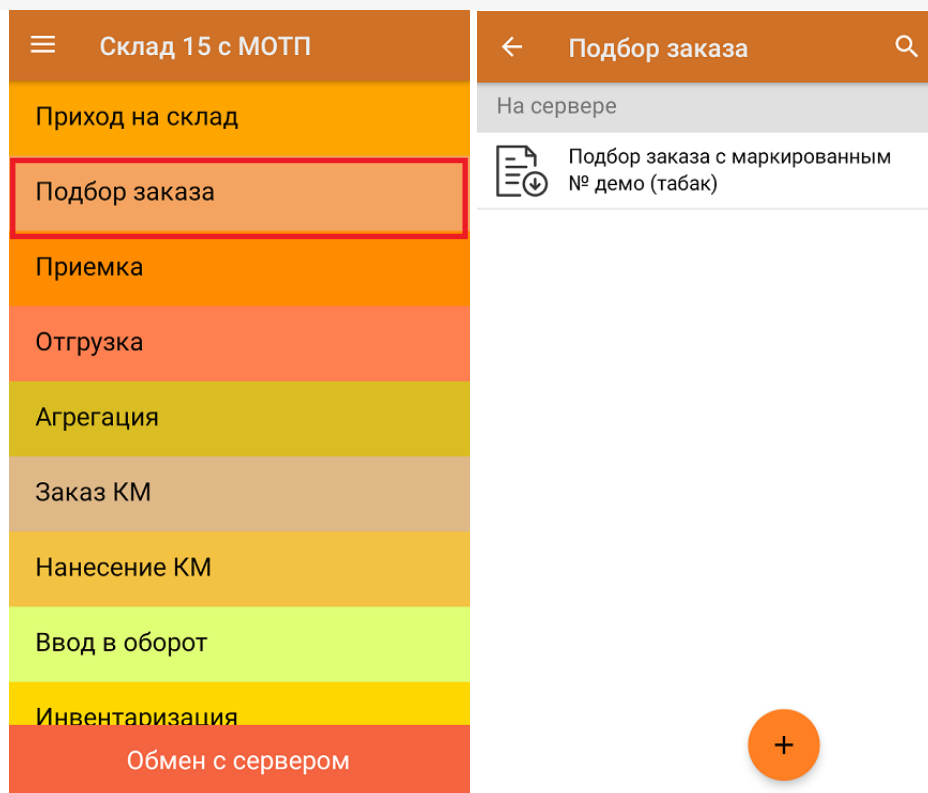 Склад 15 с МОТП
Приход на склад
Подбор заказа
Приемка
Отгрузка
Агрегация
Заказ КМ
Нанесение КМ
Ввод в оборот
Инвентаризация
Обмен с сервером
Подбор заказа
На сервере
Подбор заказа с маркированным
№ демо (табак)
+